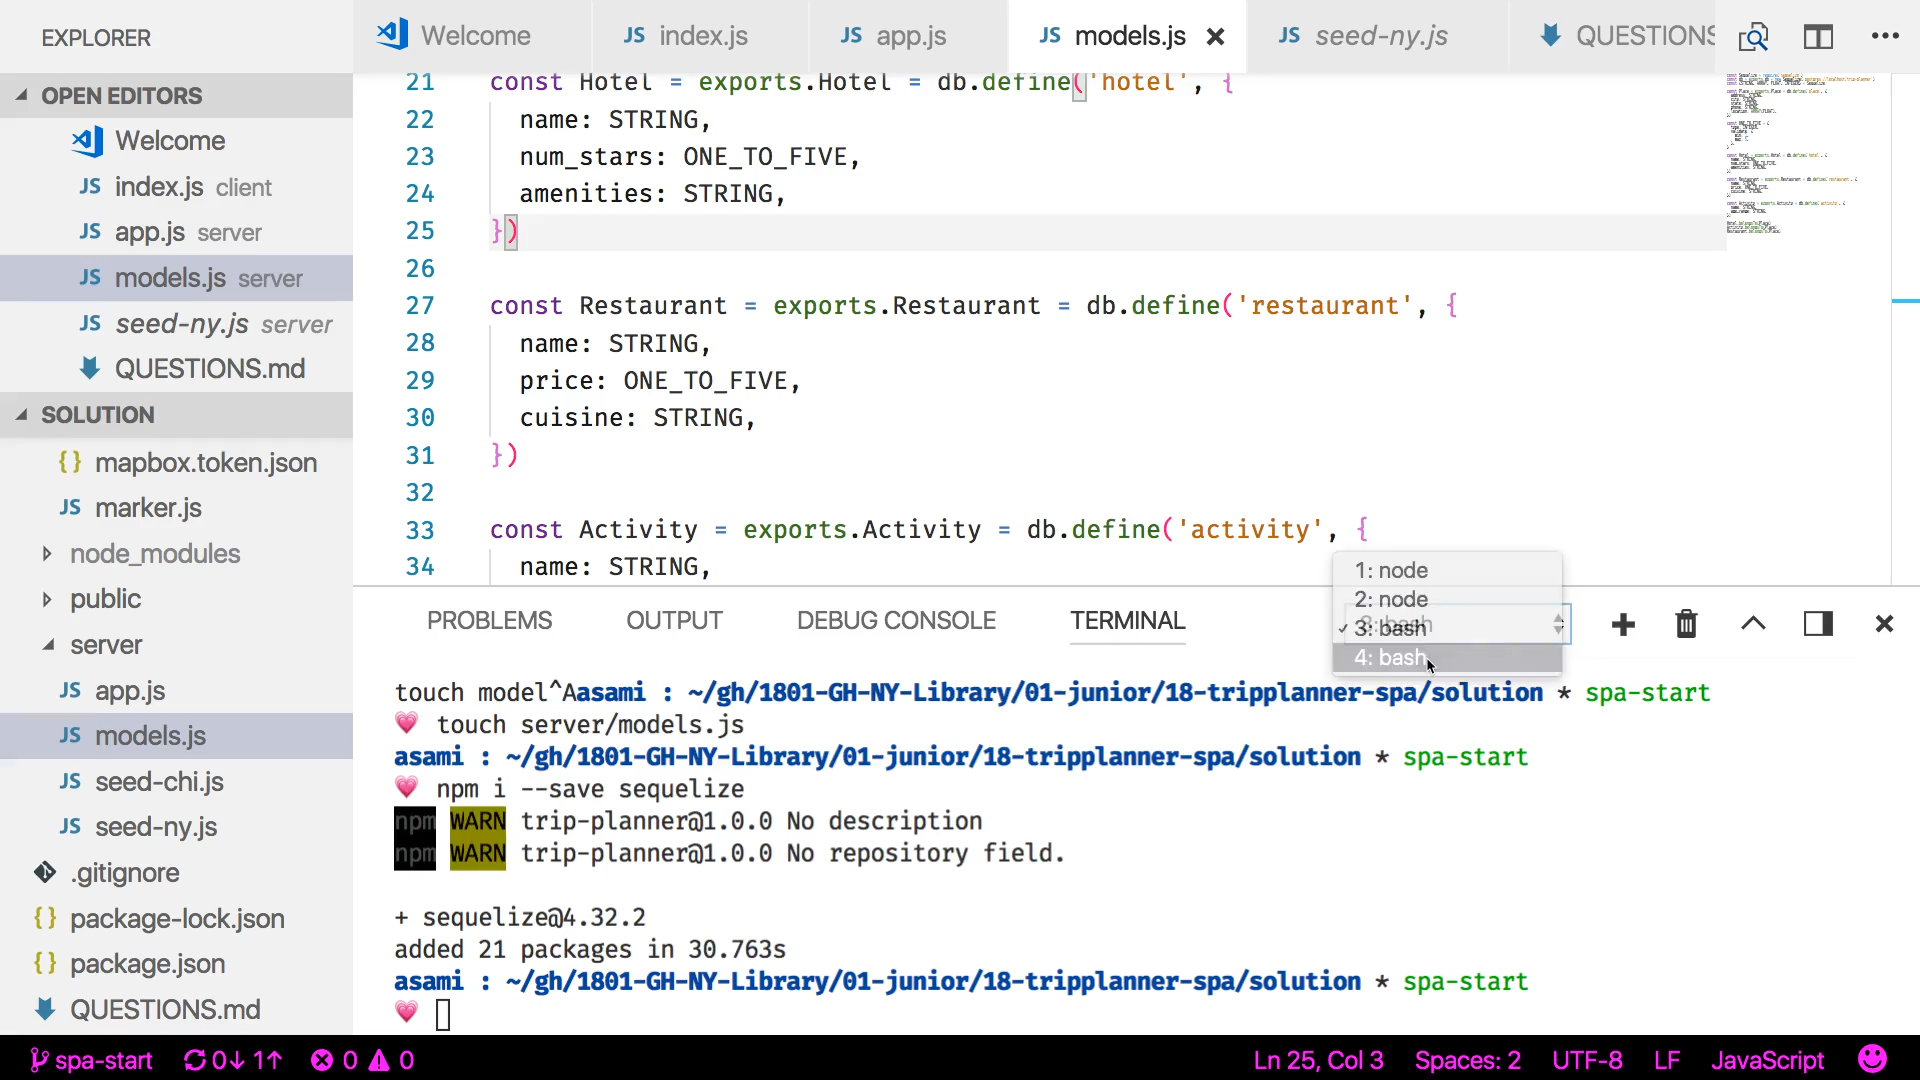 EXPLORER
OPEN EDITORS
Welcome
index.js client
app.js server
models.js server
seed-ny.js server
QUESTIONS.md
SOLUTION
mapbox.token.json
marker.js
node_modules
public
server
app.js
models.js
seed-chi.js
seed-ny.js
.gitignore
package-lock.json
package.json
QUESTIONS.md
Welcome
JS index.js
JS app.js
JS models.js
JS seed-ny.js
QUESTIONS
21 const Hotel = exports.Hotel = db.define('hotel', {
22 name: STRING,
23 num_stars: ONE_TO_FIVE,
24 amenities: STRING,
25 })
26
27 const Restaurant = exports.Restaurant = db.define('restaurant', {
28 name: STRING,
29 price: ONE_TO_FIVE,
30 cuisine: STRING,
31 })
32
33 const Activity = exports.Activity = db.define('activity', {
34 name: STRING,
PROBLEMS OUTPUT DEBUG CONSOLE TERMINAL
1: node
2: node
✓ 3: bash
4: bash
touch model^Aasami : ~/gh/1801-GH-NY-Library/01-junior/18-tripplanner-spa/solution * spa-start
touch server/models.js
asami : ~/gh/1801-GH-NY-Library/01-junior/18-tripplanner-spa/solution * spa-start
npm i --save sequelize
npm WARN trip-planner@1.0.0 No description
npm WARN trip-planner@1.0.0 No repository field.
+ sequelize@4.32.2
added 21 packages in 30.763s
asami : ~/gh/1801-GH-NY-Library/01-junior/18-tripplanner-spa/solution * spa-start
spa-start 0↓ 1↑ 0 0 Ln 25, Col 3 Spaces: 2 UTF-8 LF JavaScript